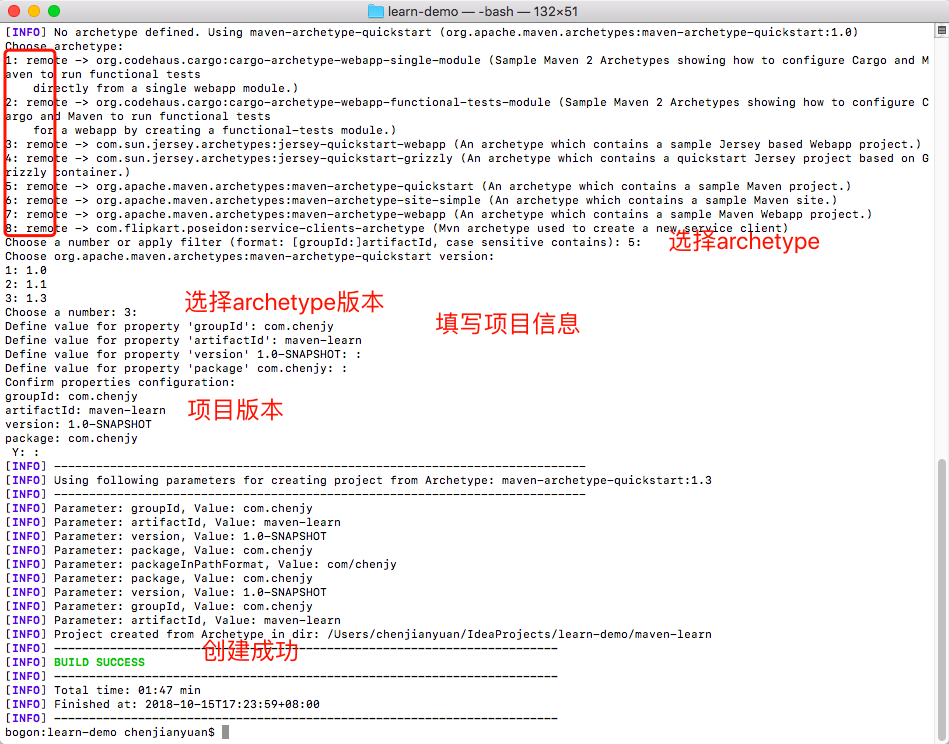 learn-demo — -bash — 132×51
[INFO] No archetype defined. Using maven-archetype-quickstart (org.apache.maven.archetypes:maven-archetype-quickstart:1.0)
Choose archetype:
1: remote -> org.codehaus.cargo:cargo-archetype-webapp-single-module (Sample Maven 2 Archetypes showing how to configure Cargo and M
aven to run functional tests
directly from a single webapp module.)
2: remote -> org.codehaus.cargo:cargo-archetype-webapp-functional-tests-module (Sample Maven 2 Archetypes showing how to configure C
argo and Maven to run functional tests
for a webapp by creating a functional-tests module.)
3: remote -> com.sun.jersey.archetypes:jersey-quickstart-webapp (An archetype which contains a sample Jersey based Webapp project.)
4: remote -> com.sun.jersey.archetypes:jersey-quickstart-grizzly (An archetype which contains a quickstart Jersey project based on G
rizzly container.)
5: remote -> org.apache.maven.archetypes:maven-archetype-quickstart (An archetype which contains a sample Maven project.)
6: remote -> org.apache.maven.archetypes:maven-archetype-site-simple (An archetype which contains a sample Maven site.)
7: remote -> org.apache.maven.archetypes:maven-archetype-webapp (An archetype which contains a sample Maven Webapp project.)
8: remote -> com.flipkart.poseidon:service-clients-archetype (Mvn archetype used to create a new service client)
Choose a number or apply filter (format: [groupId:]artifactId, case sensitive contains): 5:
选择archetype
Choose org.apache.maven.archetypes:maven-archetype-quickstart version:
1: 1.0
2: 1.1
3: 1.3
选择archetype版本
Choose a number: 3:
填写项目信息
Define value for property 'groupId': com.chenjy
Define value for property 'artifactId': maven-learn
Define value for property 'version' 1.0-SNAPSHOT: :
Define value for property 'package' com.chenjy: :
Confirm properties configuration:
groupId: com.chenjy
artifactId: maven-learn
项目版本
version: 1.0-SNAPSHOT
package: com.chenjy
Y: :
[INFO] ----------------------------------------------------------------------------
[INFO] Using following parameters for creating project from Archetype: maven-archetype-quickstart:1.3
[INFO] ----------------------------------------------------------------------------
[INFO] Parameter: groupId, Value: com.chenjy
[INFO] Parameter: artifactId, Value: maven-learn
[INFO] Parameter: version, Value: 1.0-SNAPSHOT
[INFO] Parameter: package, Value: com.chenjy
[INFO] Parameter: packageInPathFormat, Value: com/chenjy
[INFO] Parameter: package, Value: com.chenjy
[INFO] Parameter: version, Value: 1.0-SNAPSHOT
[INFO] Parameter: groupId, Value: com.chenjy
[INFO] Parameter: artifactId, Value: maven-learn
[INFO] Project created from Archetype in dir: /Users/chenjianyuan/IdeaProjects/learn-demo/maven-learn
[INFO] ------------------------------------------------------------------------
创建成功
[INFO] BUILD SUCCESS
[INFO] ------------------------------------------------------------------------
[INFO] Total time: 01:47 min
[INFO] Finished at: 2018-10-15T17:23:59+08:00
[INFO] ------------------------------------------------------------------------
bogon:learn-demo chenjianyuan$